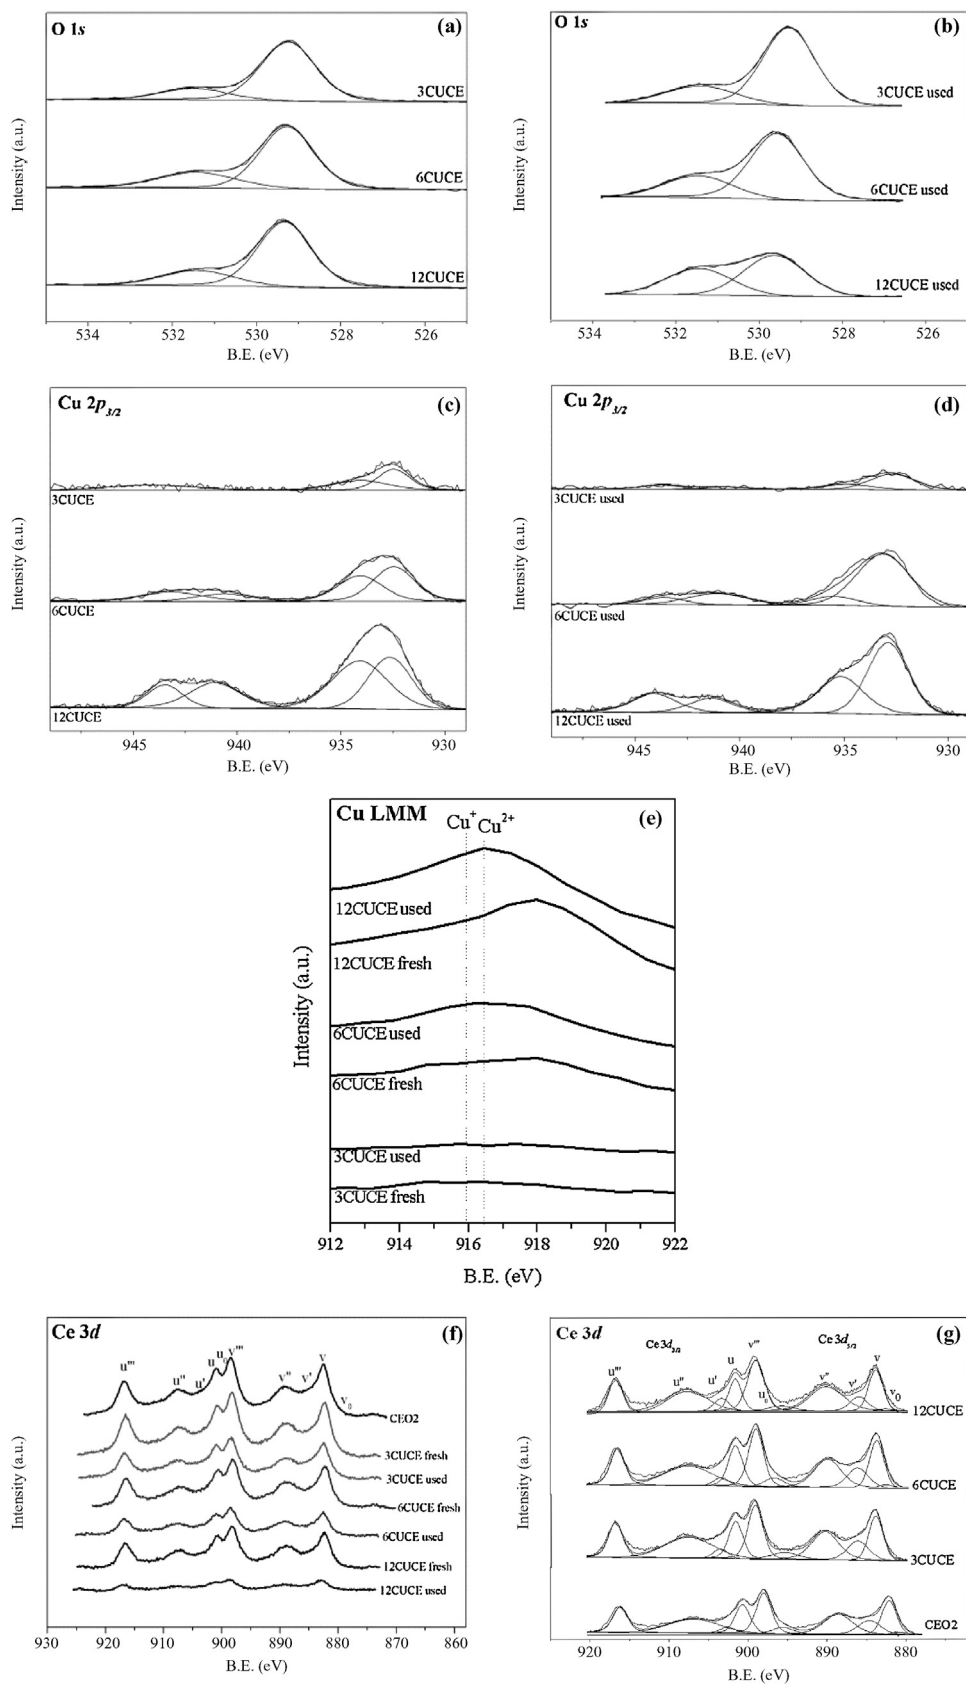 O 1s (a)
3CUCE
6CUCE
12CUCE
Intensity (a.u.)
534 532 530 528 526
B.E. (eV)
O 1s (b)
3CUCE used
6CUCE used
12CUCE used
Intensity (a.u.)
534 532 530 528 526
B.E. (eV)
Cu 2p3/2 (c)
3CUCE
6CUCE
12CUCE
Intensity (a.u.)
945 940 935 930
B.E. (eV)
Cu 2p3/2 (d)
3CUCE used
6CUCE used
12CUCE used
Intensity (a.u.)
945 940 935 930
B.E. (eV)
Cu LMM (e)
Cu+ Cu2+
12CUCE used
12CUCE fresh
6CUCE used
6CUCE fresh
3CUCE used
3CUCE fresh
Intensity (a.u.)
912 914 916 918 920 922
B.E. (eV)
Ce 3d (f)
u''' u'' u' u u0 v''' v'' v' v v0
CEO2
3CUCE fresh
3CUCE used
6CUCE fresh
6CUCE used
12CUCE fresh
12CUCE used
Intensity (a.u.)
930 920 910 900 890 880 870 860
B.E. (eV)
Ce 3d (g)
Ce 3d3/2 Ce 3d5/2
u''' u'' u' u u0 v''' v'' v' v v0
12CUCE
6CUCE
3CUCE
CEO2
Intensity (a.u.)
920 910 900 890 880
B.E. (eV)